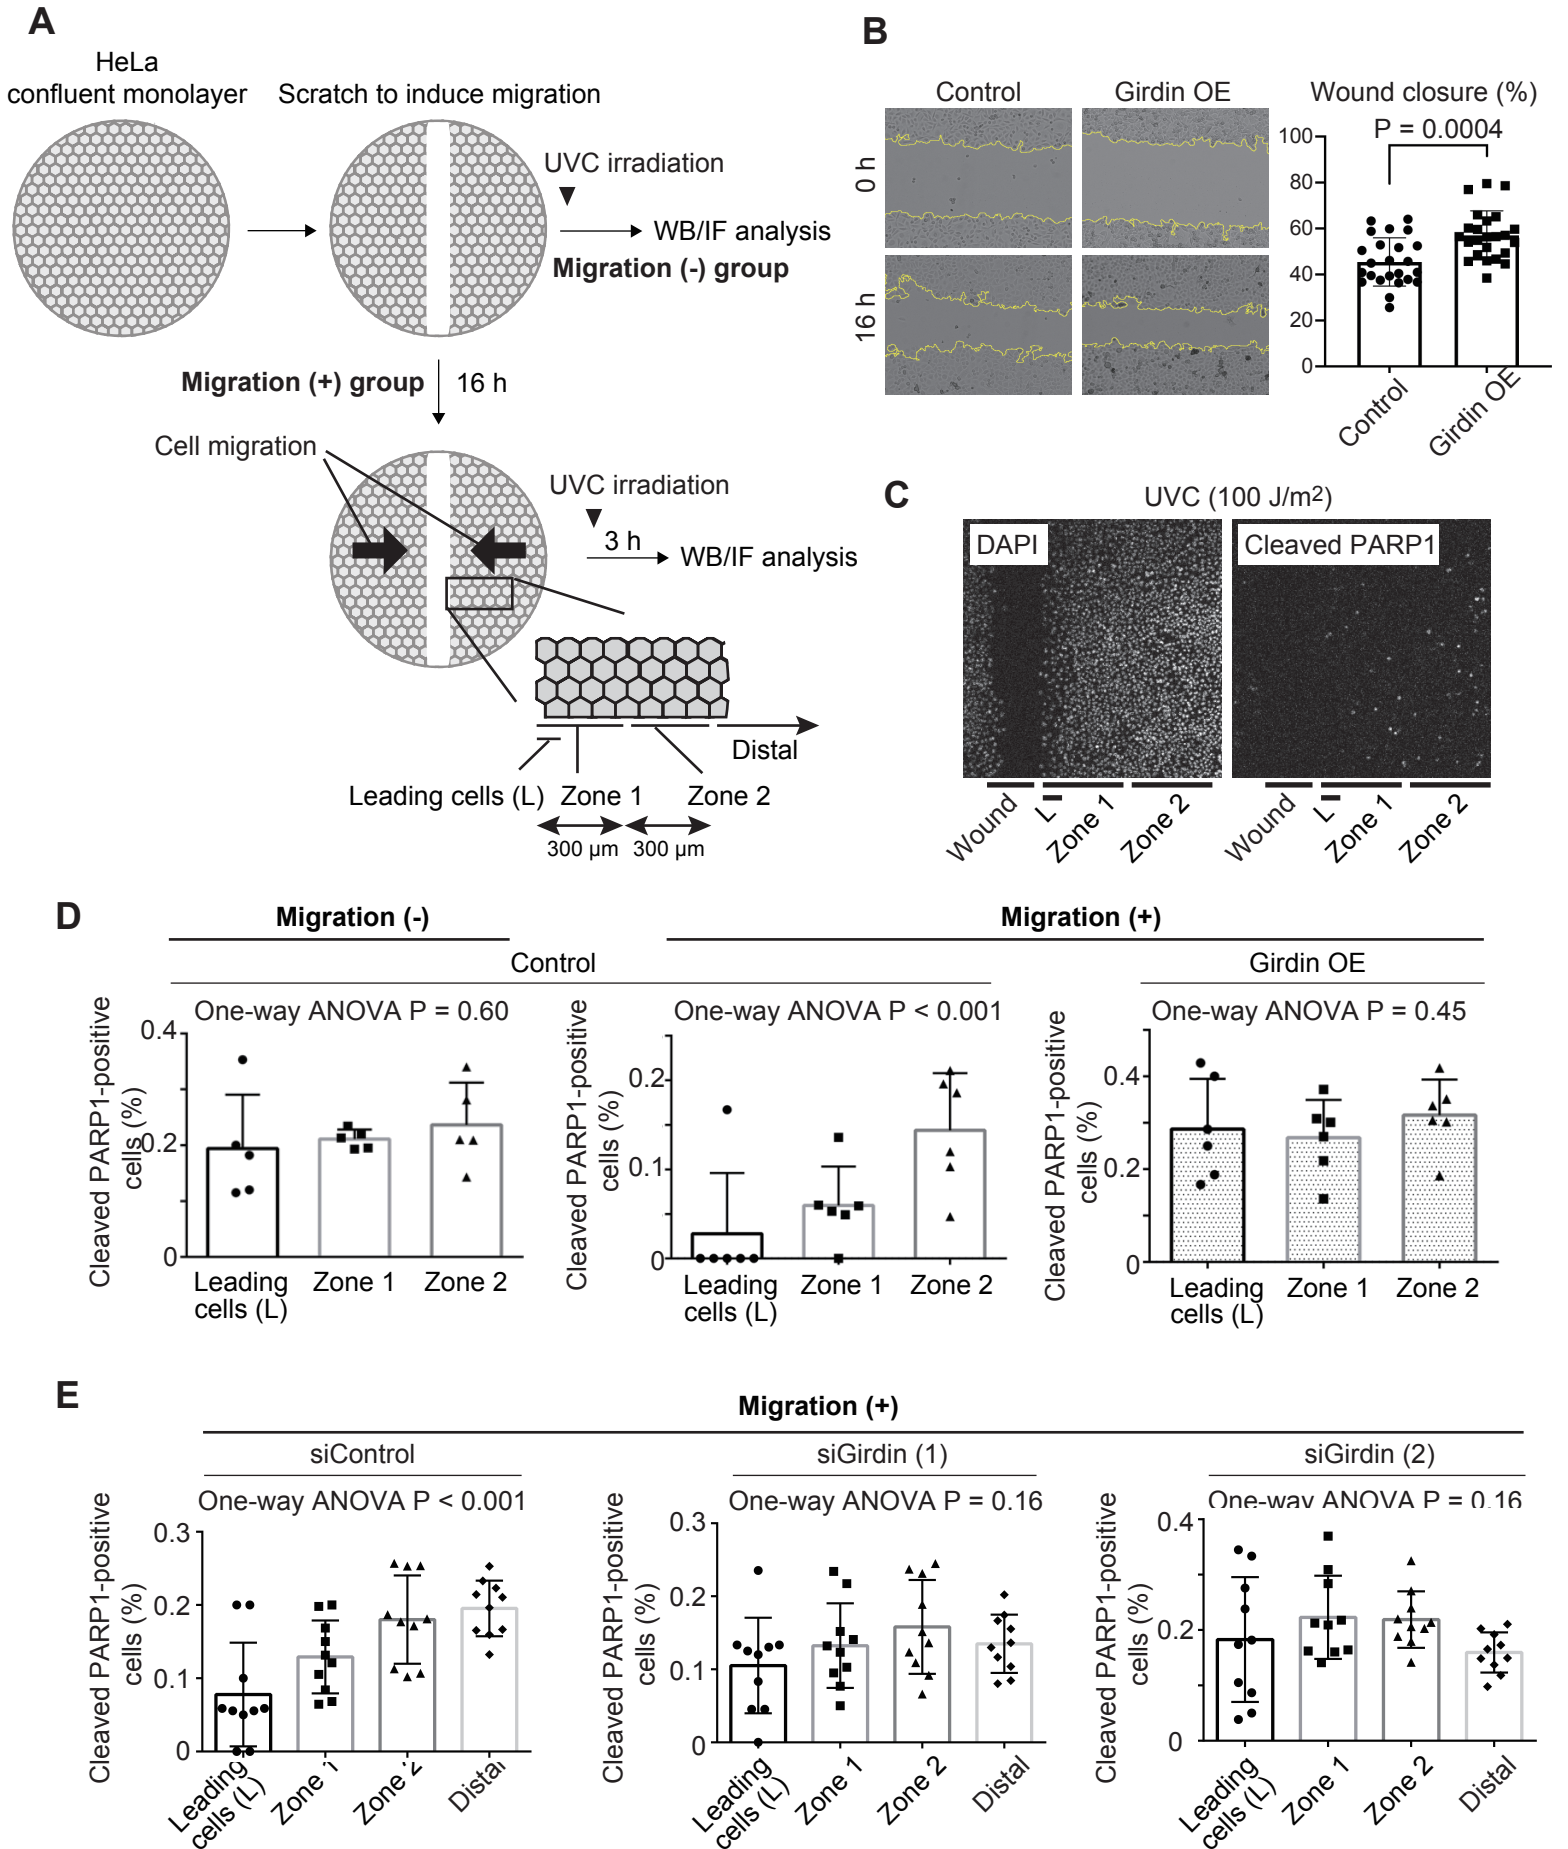 A
HeLa
confluent monolayer
Scratch to induce migration
UVC irradiation
WB/IF analysis
Migration (-) group
Migration (+) group
16 h
Cell migration
UVC irradiation
3 h
WB/IF analysis
Distal
Leading cells (L)
Zone 1
Zone 2
300 µm
300 µm
B
Control
Girdin OE
0 h
16 h
Wound closure (%)
P = 0.0004
100
80
60
40
20
0
Control
Girdin OE
C
UVC (100 J/m2)
DAPI
Cleaved PARP1
Wound
L
Zone 1
Zone 2
Wound
L
Zone 1
Zone 2
D
Migration (-)
Migration (+)
Control
Girdin OE
One-way ANOVA P = 0.60
Cleaved PARP1-positive
cells (%)
0.4
0.2
0
Leading
cells (L)
Zone 1
Zone 2
One-way ANOVA P < 0.001
Cleaved PARP1-positive
cells (%)
0.2
0.1
0
Leading
cells (L)
Zone 1
Zone 2
One-way ANOVA P = 0.45
Cleaved PARP1-positive
cells (%)
0.4
0.2
0
Leading
cells (L)
Zone 1
Zone 2
E
Migration (+)
siControl
One-way ANOVA P < 0.001
Cleaved PARP1-positive
cells (%)
0.3
0.2
0.1
0
Leading
cells (L)
Zone 1
Zone 2
Distal
siGirdin (1)
One-way ANOVA P = 0.16
Cleaved PARP1-positive
cells (%)
0.3
0.2
0.1
0
Leading
cells (L)
Zone 1
Zone 2
Distal
siGirdin (2)
One-way ANOVA P = 0.16
Cleaved PARP1-positive
cells (%)
0.4
0.2
0
Leading
cells (L)
Zone 1
Zone 2
Distal